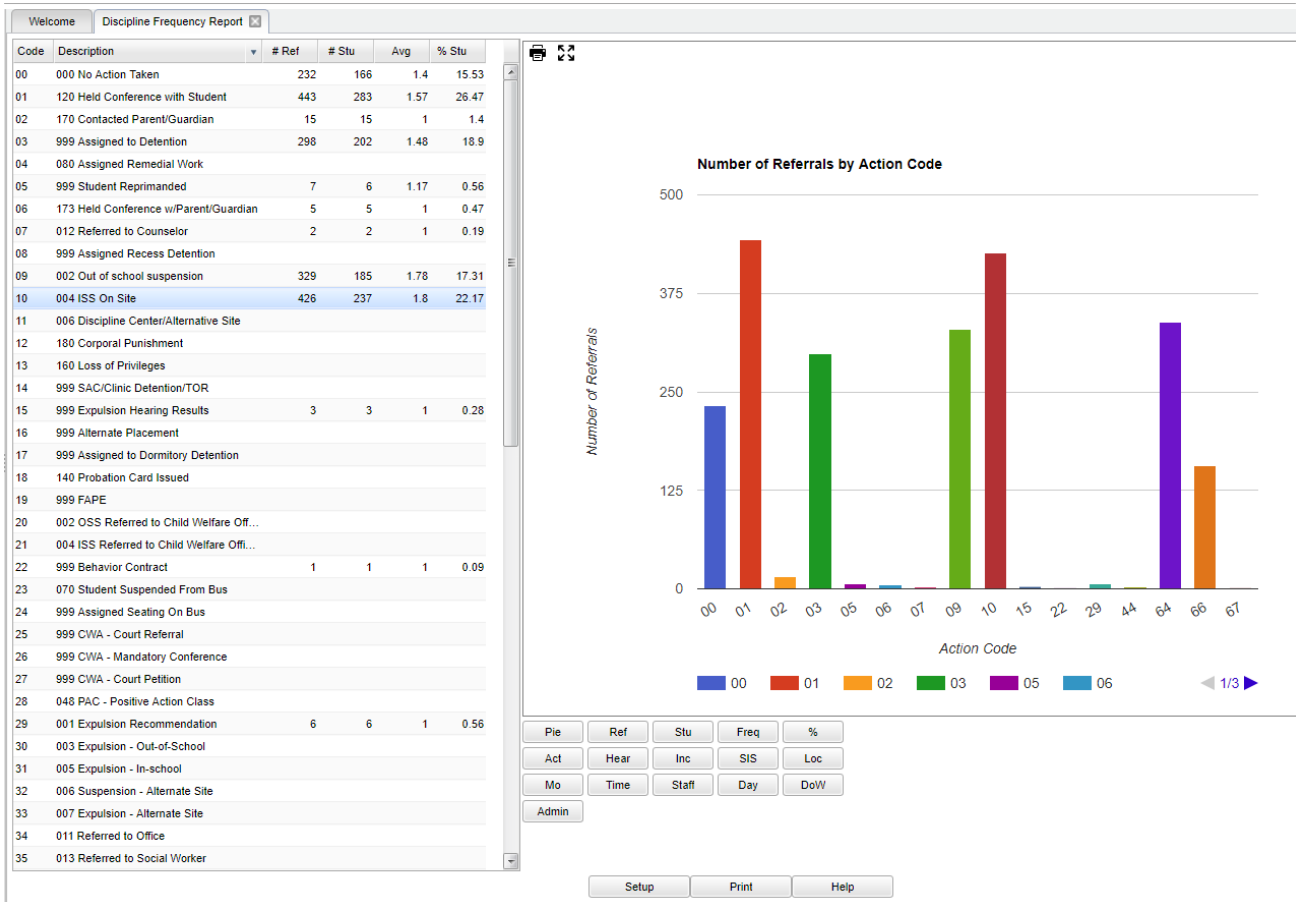 Welcome
Discipline Frequency Report
Code Description # Ref # Stu Avg % Stu
00 000 No Action Taken 232 166 1.4 15.53
01 120 Held Conference with Student 443 283 1.57 26.47
02 170 Contacted Parent/Guardian 15 15 1 1.4
03 999 Assigned to Detention 298 202 1.48 18.9
04 080 Assigned Remedial Work
05 999 Student Reprimanded 7 6 1.17 0.56
06 173 Held Conference w/Parent/Guardian 5 5 1 0.47
07 012 Referred to Counselor 2 2 1 0.19
08 999 Assigned Recess Detention
09 002 Out of school suspension 329 185 1.78 17.31
10 004 ISS On Site 426 237 1.8 22.17
11 006 Discipline Center/Alternative Site
12 180 Corporal Punishment
13 160 Loss of Privileges
14 999 SAC/Clinic Detention/TOR
15 999 Expulsion Hearing Results 3 3 1 0.28
16 999 Alternate Placement
17 999 Assigned to Dormitory Detention
18 140 Probation Card Issued
19 999 FAPE
20 002 OSS Referred to Child Welfare Off...
21 004 ISS Referred to Child Welfare Offi...
22 999 Behavior Contract 1 1 1 0.09
23 070 Student Suspended From Bus
24 999 Assigned Seating On Bus
25 999 CWA - Court Referral
26 999 CWA - Mandatory Conference
27 999 CWA - Court Petition
28 048 PAC - Positive Action Class
29 001 Expulsion Recommendation 6 6 1 0.56
30 003 Expulsion - Out-of-School
31 005 Expulsion - In-school
32 006 Suspension - Alternate Site
33 007 Expulsion - Alternate Site
34 011 Referred to Office
35 013 Referred to Social Worker
Number of Referrals by Action Code
Number of Referrals
500
375
250
125
0
00 01 02 03 05 06 07 09 10 15 22 29 44 64 66 67
Action Code
00 01 02 03 05 06 1/3
Pie Ref Stu Freq %
Act Hear Inc SIS Loc
Mo Time Staff Day DoW
Admin
Setup Print Help